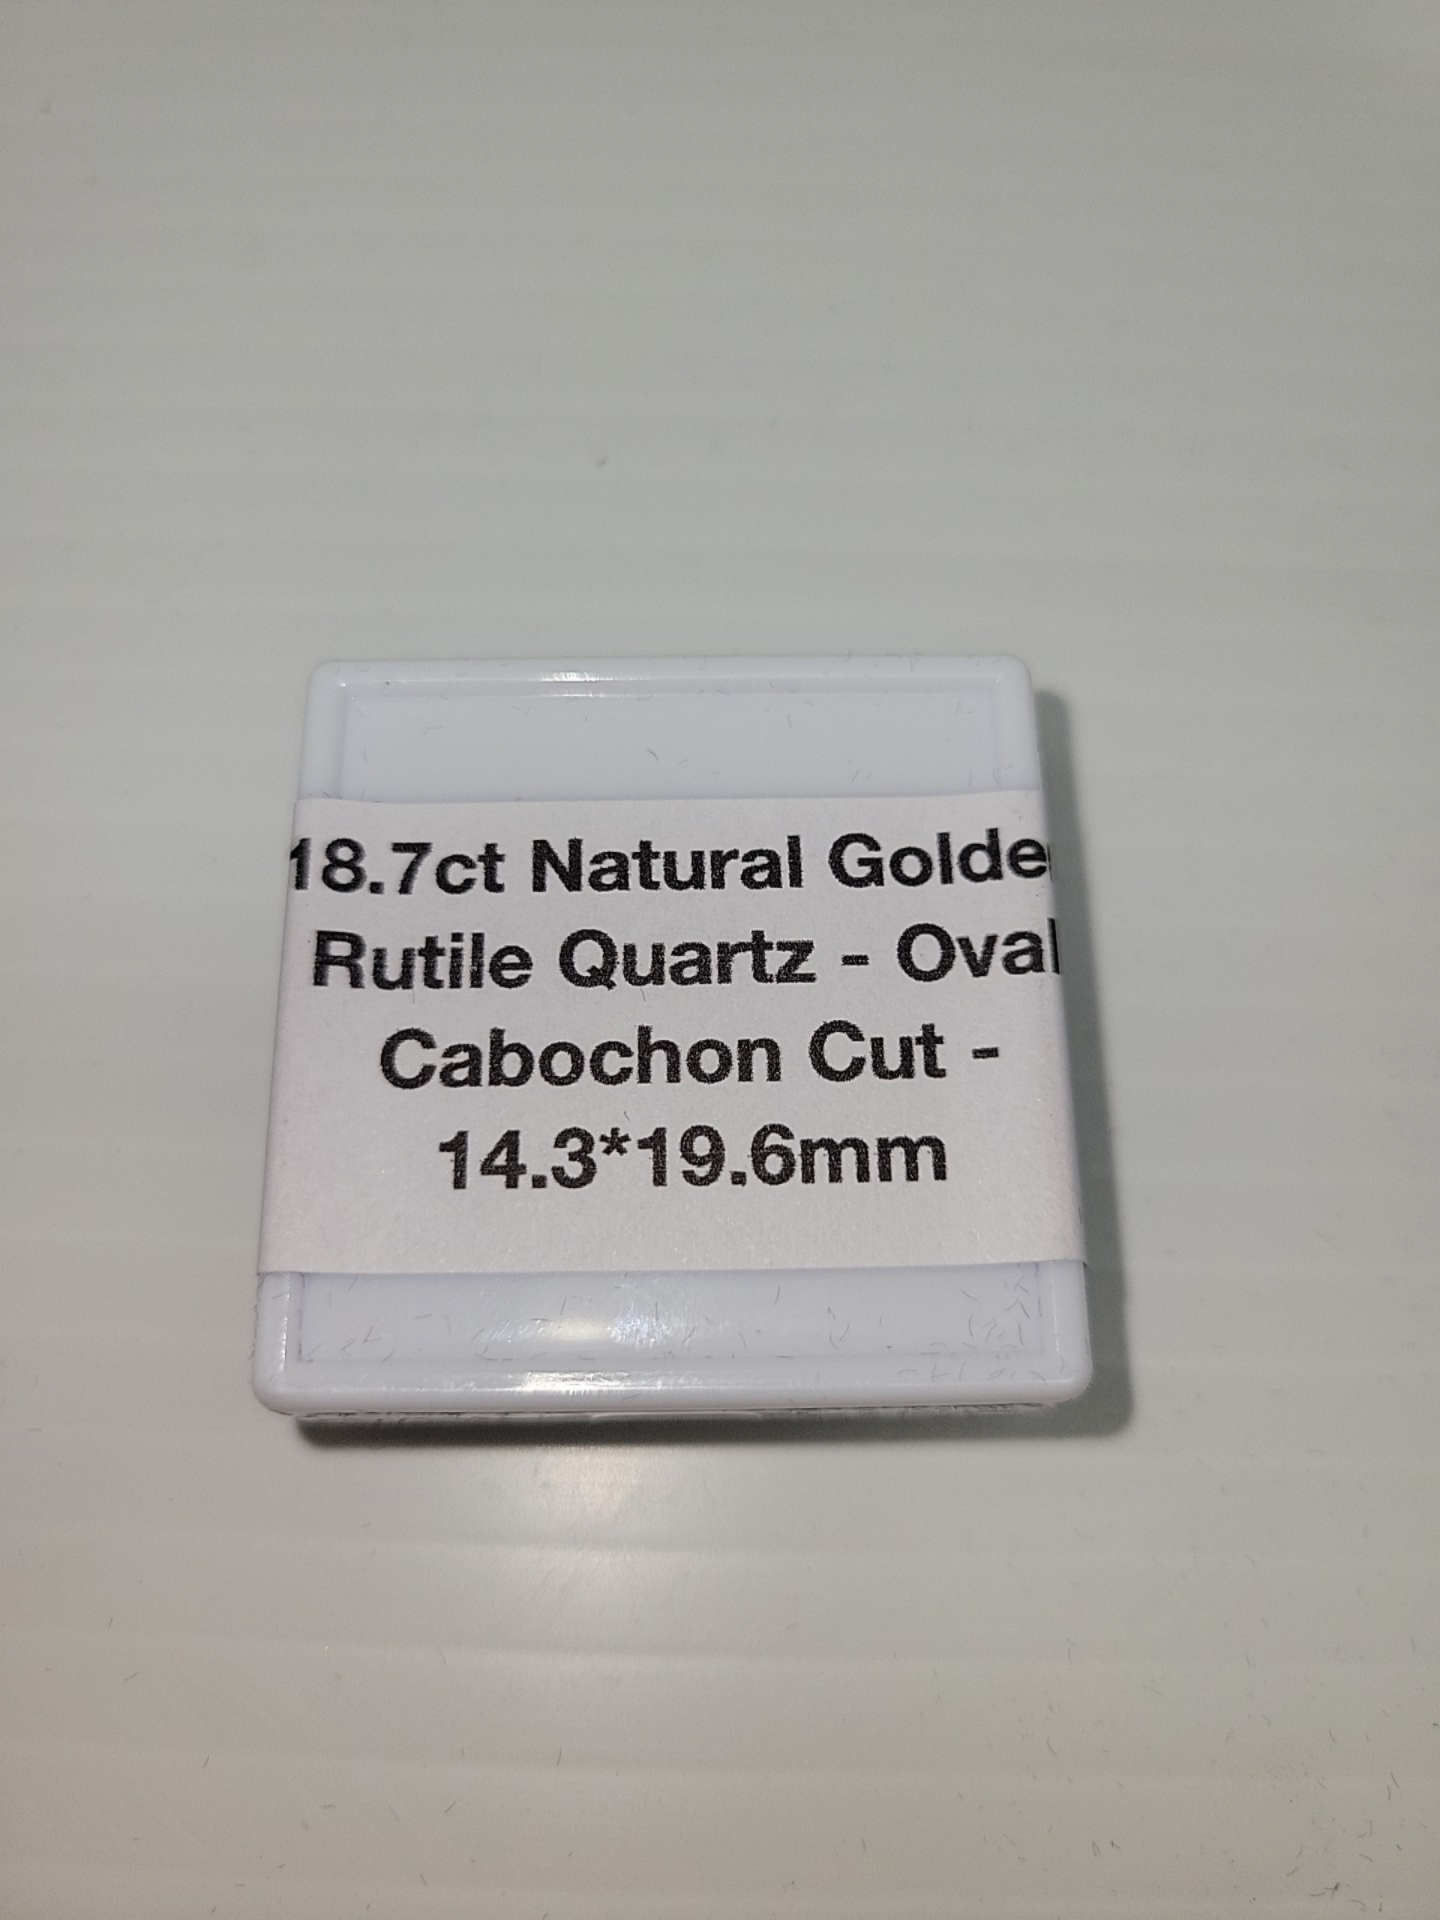 18.7ct Natural Golde
Rutile Quartz - Oval
Cabochon Cut -
14.3*19.6mm